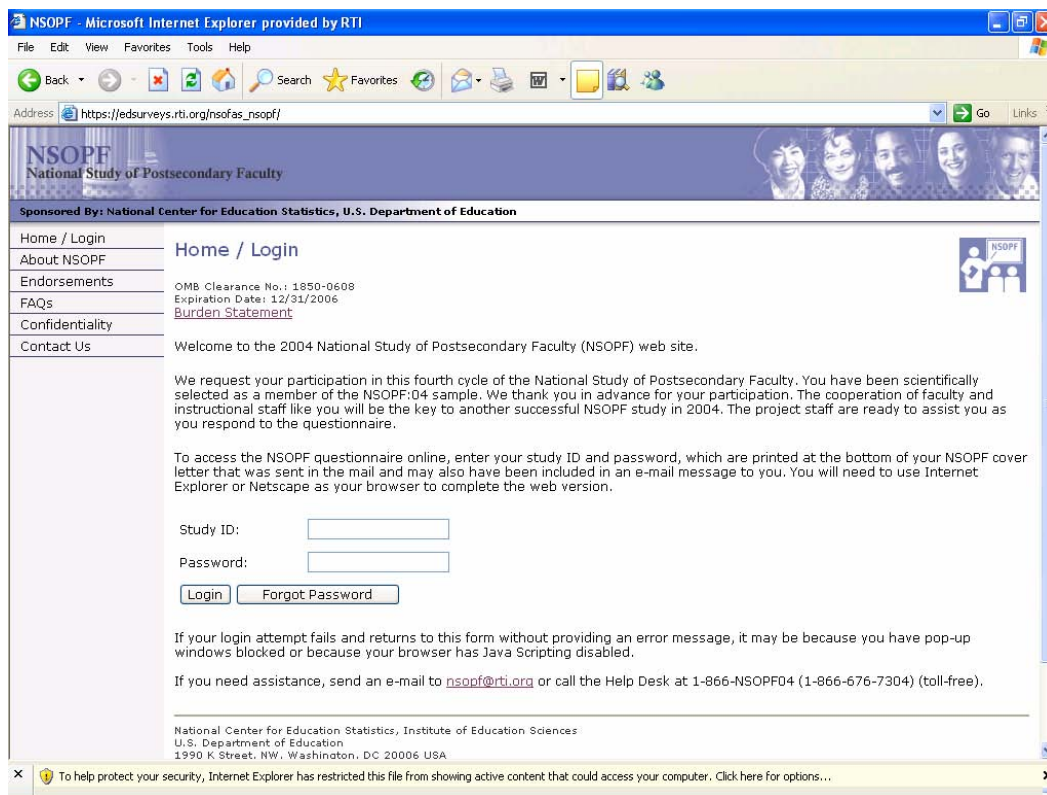 NSOPF - Microsoft Internet Explorer provided by RTI
File Edit View Favorites Tools Help
Back Search Favorites
Address https://edsurveys.rti.org/nsofas_nsopf/ Go Links
NSOPF
National Study of Postsecondary Faculty
Sponsored By: National Center for Education Statistics, U.S. Department of Education
Home / Login
About NSOPF
Endorsements
FAQs
Confidentiality
Contact Us
Home / Login
NSOPF
OMB Clearance No.: 1850-0608
Expiration Date: 12/31/2006
Burden Statement
Welcome to the 2004 National Study of Postsecondary Faculty (NSOPF) web site.
We request your participation in this fourth cycle of the National Study of Postsecondary Faculty. You have been scientifically
selected as a member of the NSOPF:04 sample. We thank you in advance for your participation. The cooperation of faculty and
instructional staff like you will be the key to another successful NSOPF study in 2004. The project staff are ready to assist you as
you respond to the questionnaire.
To access the NSOPF questionnaire online, enter your study ID and password, which are printed at the bottom of your NSOPF cover
letter that was sent in the mail and may also have been included in an e-mail message to you. You will need to use Internet
Explorer or Netscape as your browser to complete the web version.
Study ID:
Password:
Login Forgot Password
If your login attempt fails and returns to this form without providing an error message, it may be because you have pop-up
windows blocked or because your browser has Java Scripting disabled.
If you need assistance, send an e-mail to nsopf@rti.org or call the Help Desk at 1-866-NSOPF04 (1-866-676-7304) (toll-free).
National Center for Education Statistics, Institute of Education Sciences
U.S. Department of Education
1990 K Street, NW, Washington, DC 20006 USA
To help protect your security, Internet Explorer has restricted this file from showing active content that could access your computer. Click here for options...